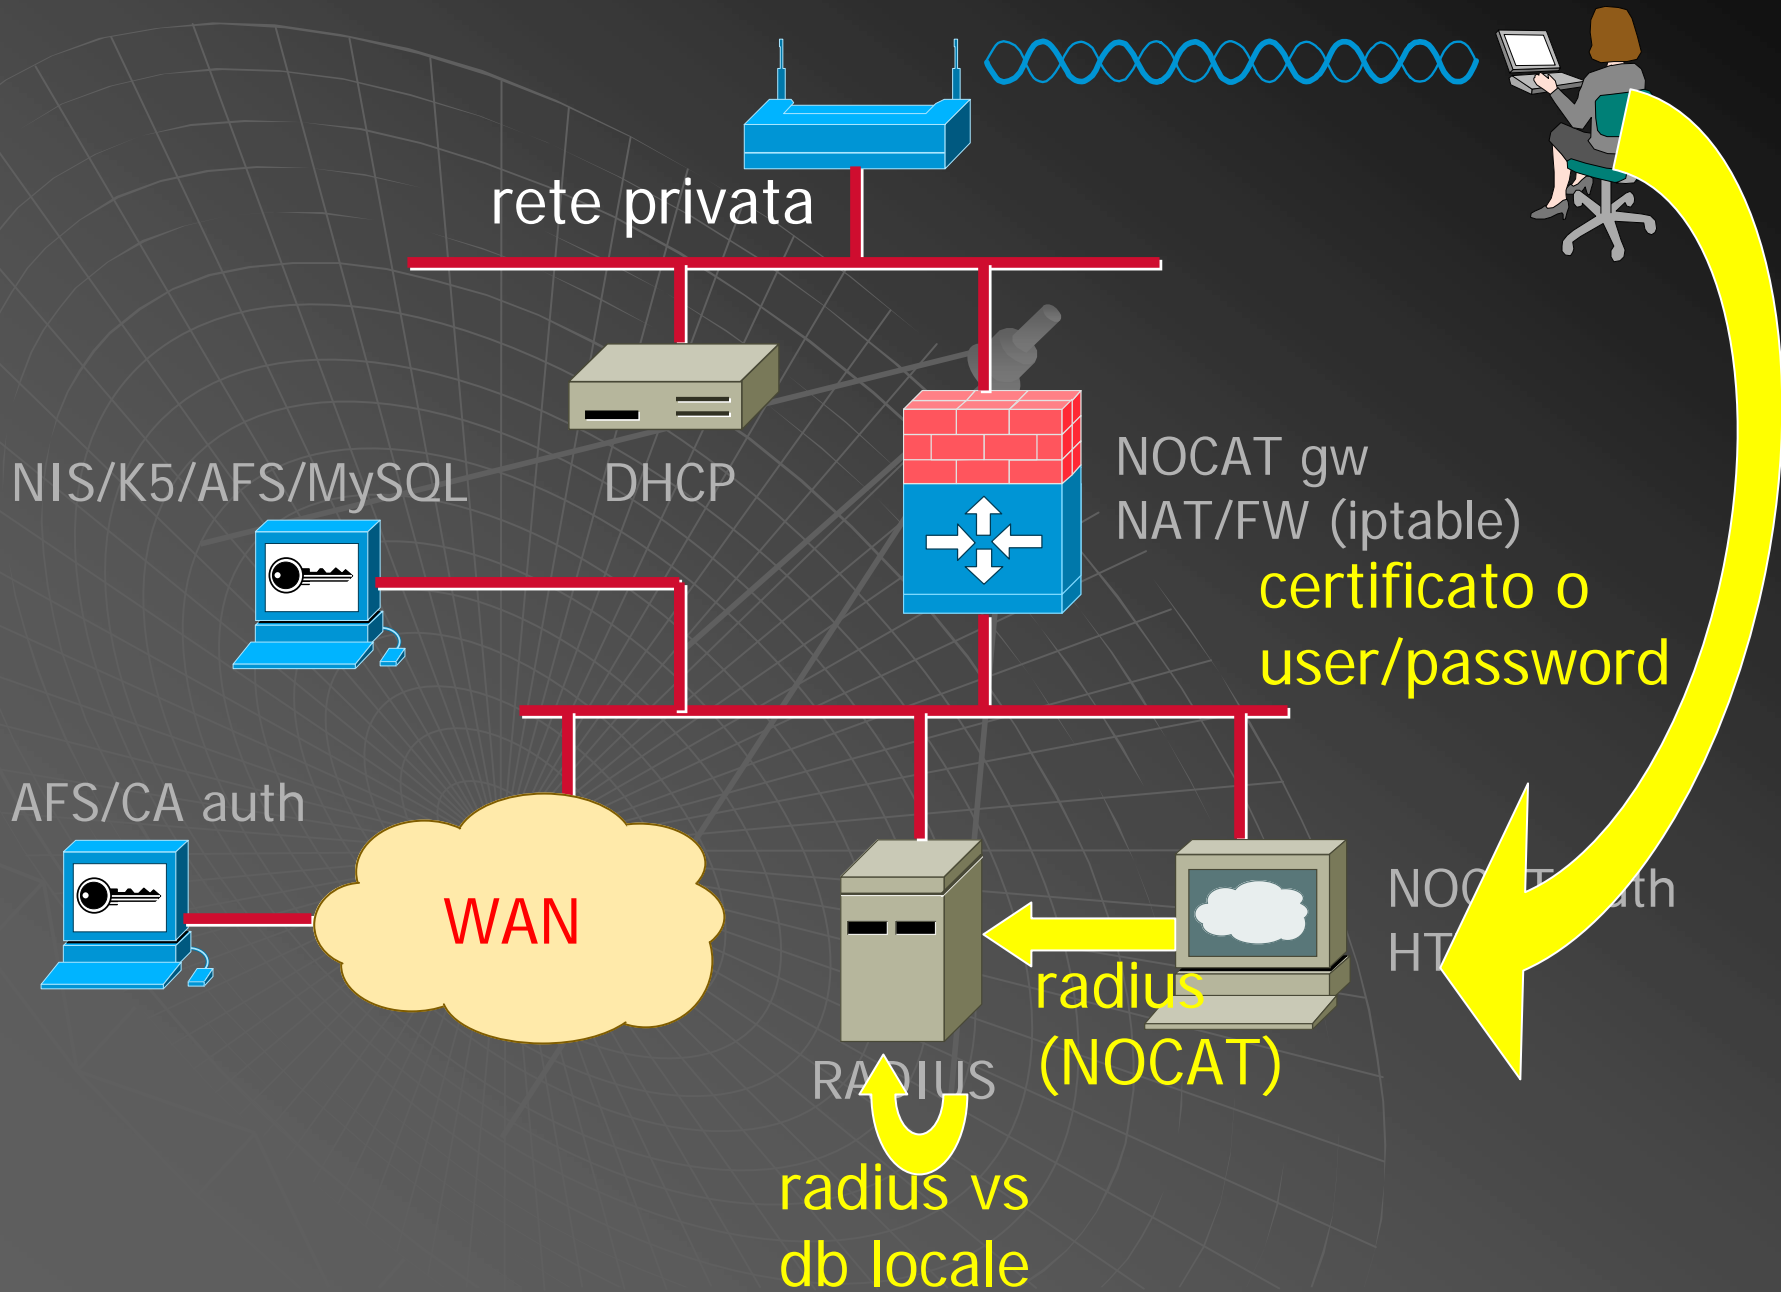 rete privata
NIS/K5/AFS/MySQL
DHCP
NOCAT gw
NAT/FW (iptable)
certificato o
user/password
AFS/CA auth
WAN
radius
(NOCAT)
RADIUS
radius vs
db locale